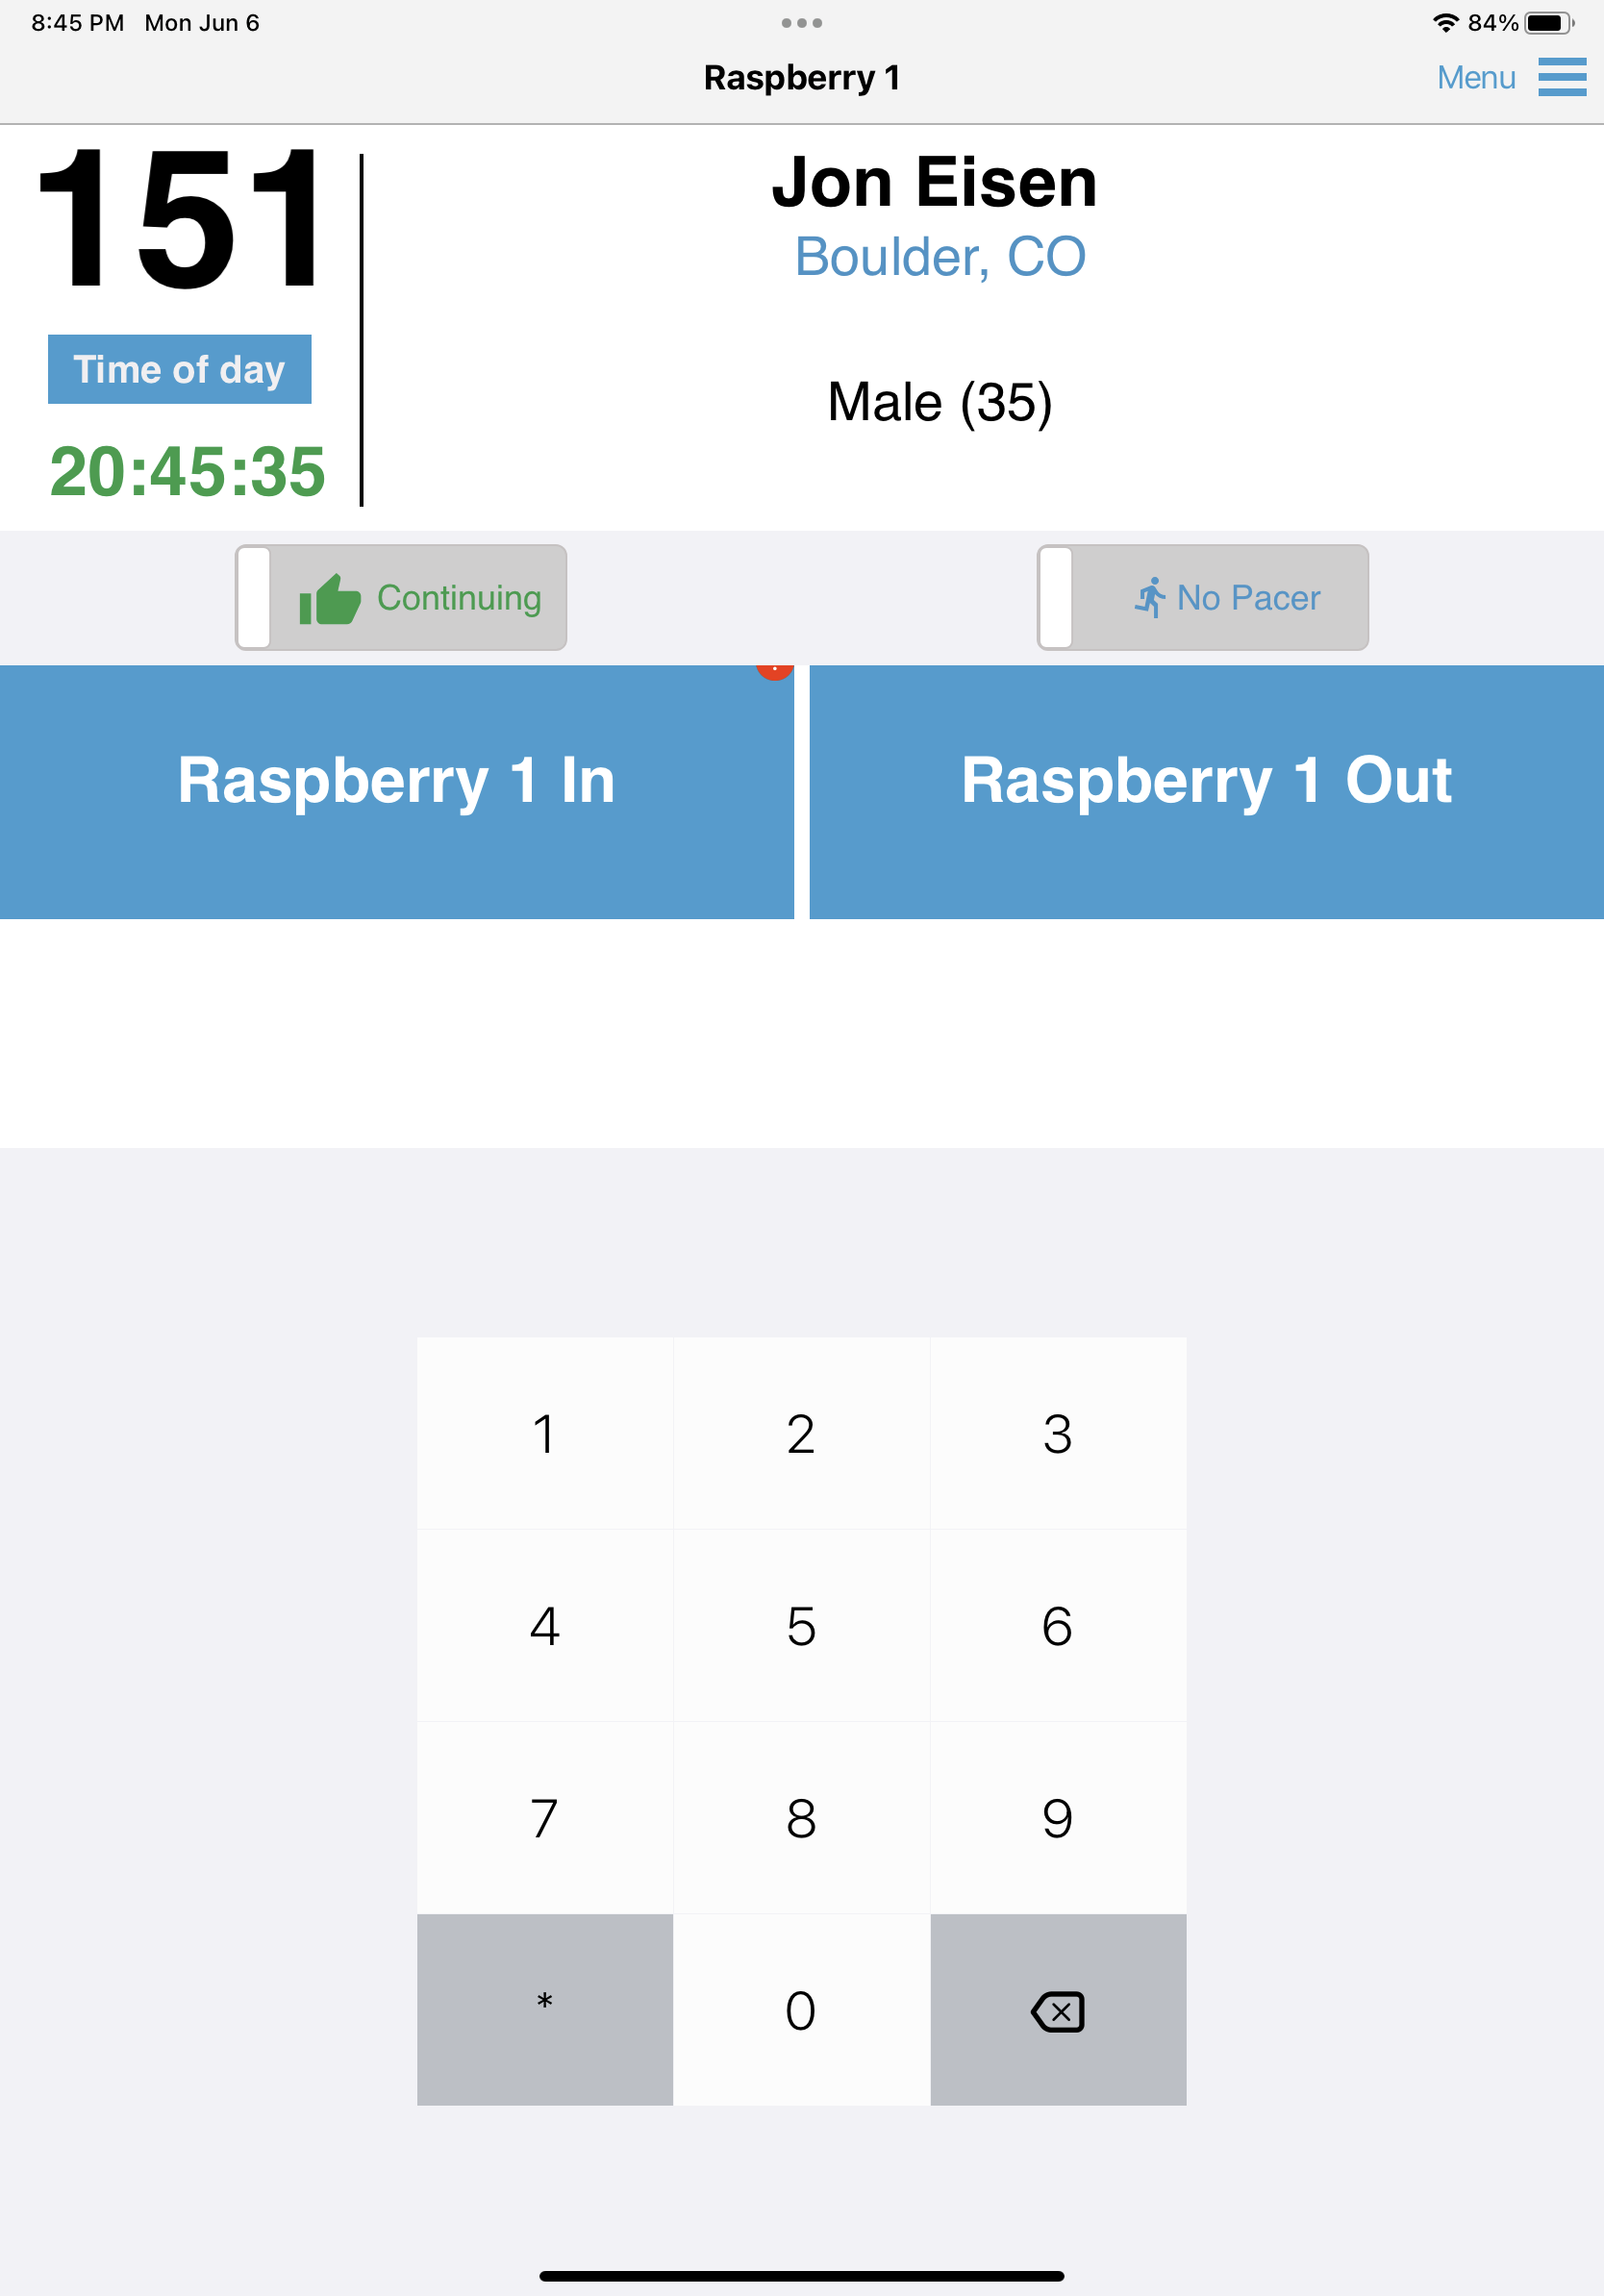 8:45 PM Mon Jun 6 84%
Raspberry 1 Menu
151
Jon Eisen
Boulder, CO
Time of day
Male (35)
20:45:35
Continuing No Pacer
Raspberry 1 In Raspberry 1 Out
1 2 3
4 5 6
7 8 9
* 0